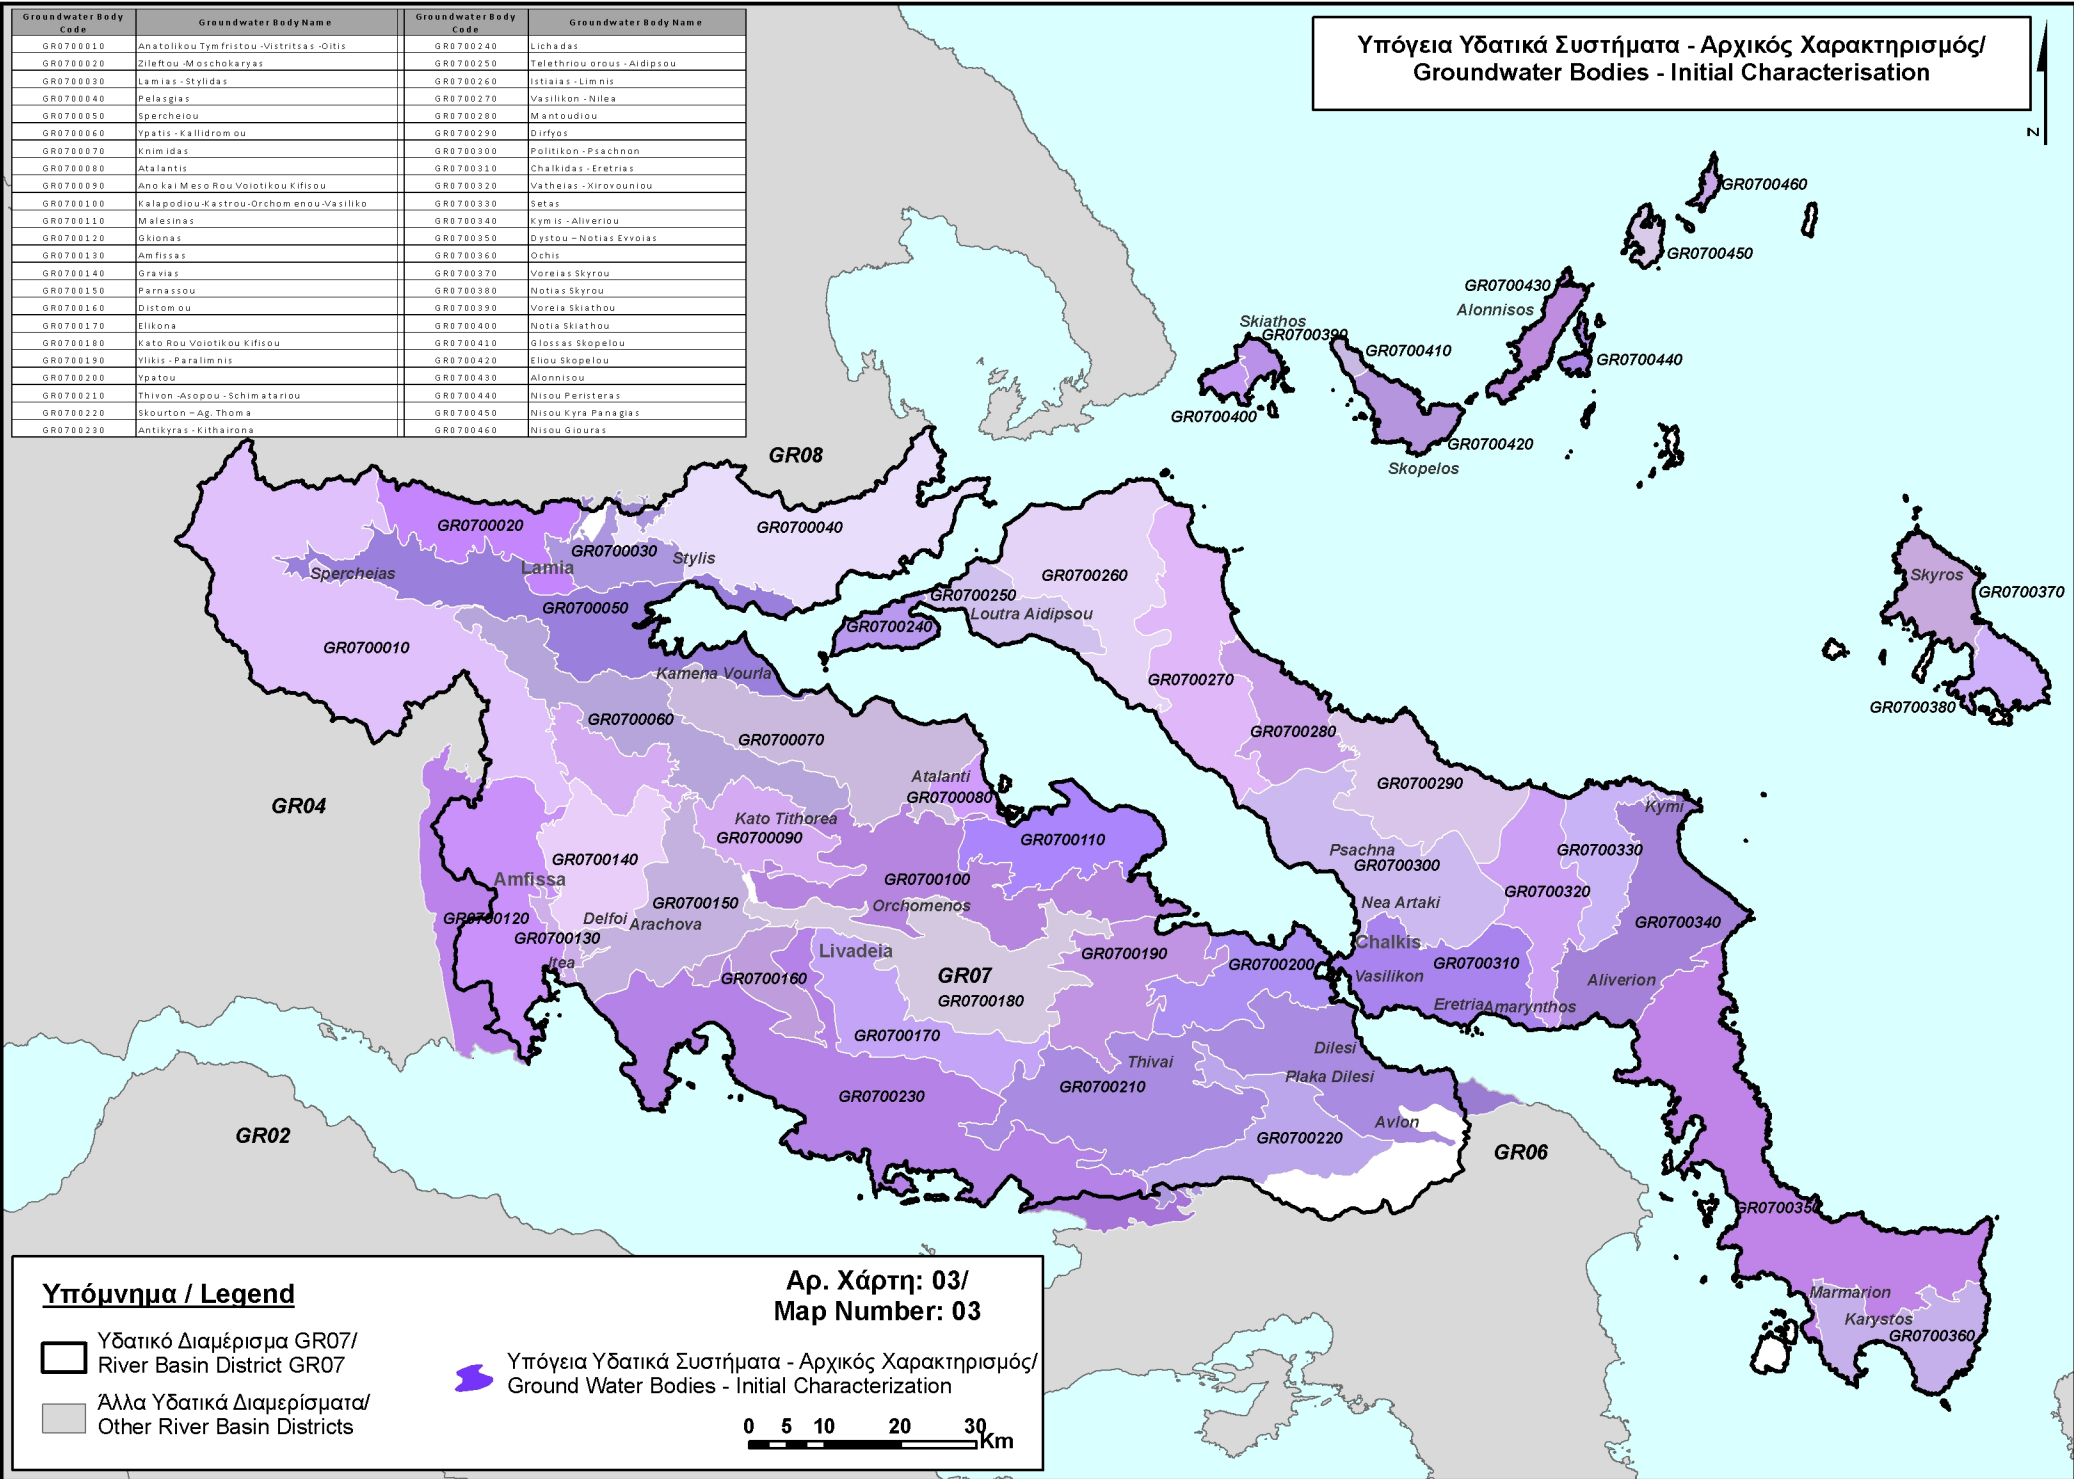 Groundwater Body Code | Groundwater Body Name | Groundwater Body Code | Groundwater Body Name
GR0700010 | Anatolikou Tymfristou -Vistritsas -Oitis | GR0700240 | Lichadas
GR0700020 | Zileftou - Moschokaryas | GR0700250 | Telethriou orous - Aidipsou
GR0700030 | Lamias - Stylidas | GR0700260 | Istiaias - Limnis
GR0700040 | Pelasgias | GR0700270 | Vasilikon - Nilea
GR0700050 | Spercheiou | GR0700280 | Mantoudiou
GR0700060 | Ypatis - Kallidromou | GR0700290 | Dirfyos
GR0700070 | Knimidas | GR0700300 | Politikon - Psachnon
GR0700080 | Atalantis | GR0700310 | Chalkidas - Eretrias
GR0700090 | Ano kai Meso Rou Voiotikou Kifisou | GR0700320 | Vatheias - Xirovouniou
GR0700100 | Kalapodiou-Kastrou-Orchomenou-Vasiliko | GR0700330 | Setas
GR0700110 | Malesinas | GR0700340 | Kymis - Aliveriou
GR0700120 | Gkionas | GR0700350 | Dystou – Notias Evvoias
GR0700130 | Amfissas | GR0700360 | Ochis
GR0700140 | Gravias | GR0700370 | Voreias Skyrou
GR0700150 | Parnassou | GR0700380 | Notias Skyrou
GR0700160 | Distomou | GR0700390 | Voreia Skiathou
GR0700170 | Elikona | GR0700400 | Notia Skiathou
GR0700180 | Kato Rou Voiotikou Kifisou | GR0700410 | Glossas Skopelou
GR0700190 | Ylikis - Paralimnis | GR0700420 | Eliou Skopelou
GR0700200 | Ypatou | GR0700430 | Alonnisou
GR0700210 | Thivon -Asopou - Schimatariou | GR0700440 | Nisou Peristeras
GR0700220 | Skourton – Ag. Thoma | GR0700450 | Nisou Kyra Panagias
GR0700230 | Antikyras - Kithairona | GR0700460 | Nisou Giouras
Υπόγεια Υδατικά Συστήματα - Αρχικός Χαρακτηρισμός/
Groundwater Bodies - Initial Characterisation
N
GR0700460
GR0700450
GR0700430
Alonnisos
GR0700440
Skiathos
GR0700390
GR0700410
GR0700400
GR0700420
Skopelos
GR08
GR0700020
GR0700040
GR0700030
Stylis
Lamia
Spercheias
GR0700050
GR0700260
GR0700250
Loutra Aidipsou
GR0700240
Skyros
GR0700370
GR0700380
GR0700010
Kamena Vourla
GR0700270
GR0700060
GR0700070
GR0700280
GR0700290
Atalanti
GR0700080
GR04
Kymi
Kato Tithorea
GR0700090
GR0700110
Psachna
GR0700300
GR0700330
GR0700140
Amfissa
GR0700100
GR0700320
GR0700150
Orchomenos
Nea Artaki
GR0700120
Delfoi
Arachova
GR0700340
GR0700130
Livadeia
Chalkis
Itea
GR0700160
GR07
GR0700190
GR0700200
GR0700310
Vasilikon
Aliverion
GR0700180
Eretria
Amarynthos
GR0700170
Dilesi
Thivai
Plaka Dilesi
GR0700210
GR0700230
Avlon
GR0700220
GR02
GR06
GR0700350
Marmarion
Karystos
GR0700360
Υπόμνημα / Legend
Αρ. Χάρτη: 03/
Map Number: 03
Υδατικό Διαμέρισμα GR07/
River Basin District GR07
Άλλα Υδατικά Διαμερίσματα/
Other River Basin Districts
Υπόγεια Υδατικά Συστήματα - Αρχικός Χαρακτηρισμός/
Ground Water Bodies - Initial Characterization
0 5 10 20 30
Km